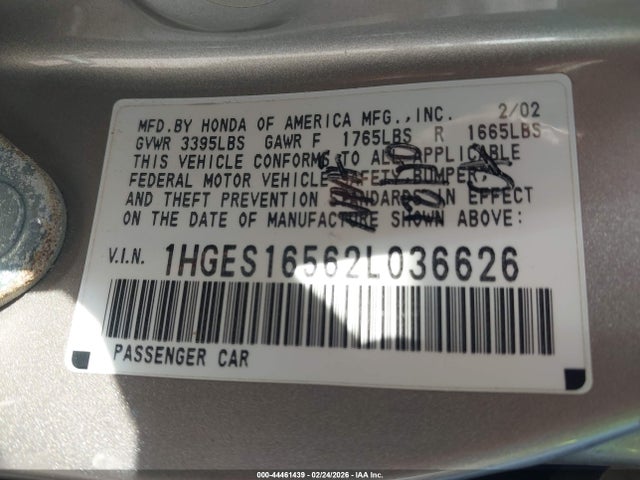 MFD.BY HONDA OF AMERICA MFG.,INC. 2/02
GVWR 3395LBS GAWR F 1765LBS R 1665LBS
THIS VEHICLE CONFORMS TO ALL APPLICABLE
FEDERAL MOTOR VEHICLE SAFETY BUMPER,
AND THEFT PREVENTION STANDARDS IN EFFECT
ON THE DATE OF MANUFACTURE SHOWN ABOVE:
V.I.N. 1HGES16562L036626
PASSENGER CAR
000-44461439 - 02/24/2026 - IAA Inc.